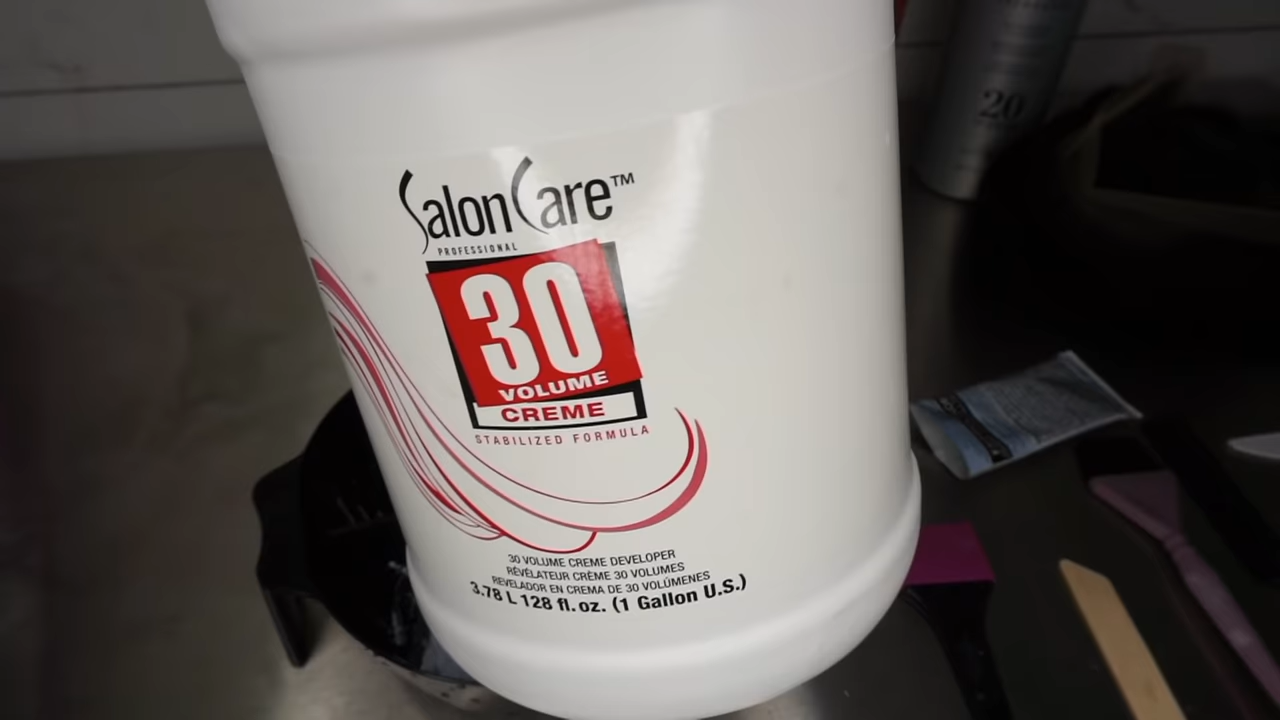 SalonCare™
PROFESSIONAL
30
VOLUME
CREME
STABILIZED FORMULA
30 VOLUME CREME DEVELOPER
RÉVÉLATEUR CRÈME 30 VOLUMES
REVELADOR EN CREMA DE 30 VOLÚMENES
3.78 L 128 fl. oz. (1 Gallon U.S.)
20